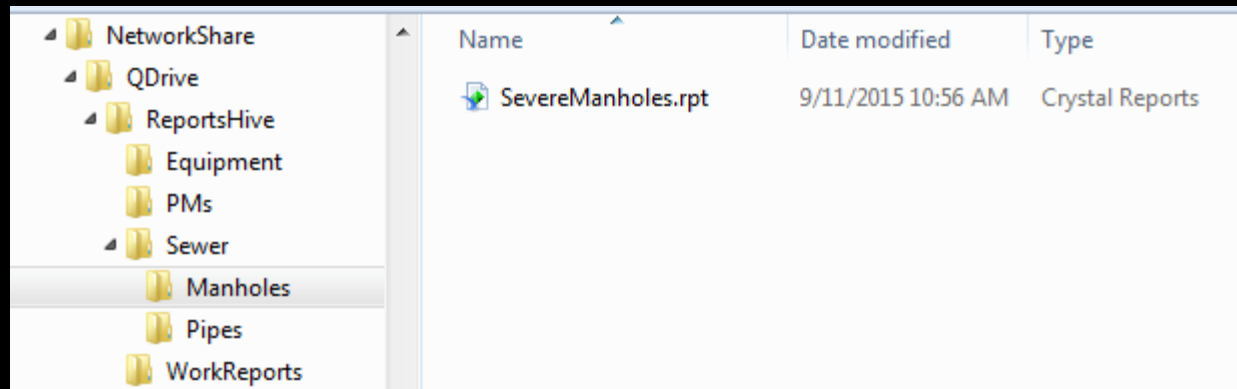 NetworkShare
QDrive
ReportsHive
Equipment
PMs
Sewer
Manholes
Pipes
WorkReports
Name Date modified Type
SevereManholes.rpt 9/11/2015 10:56 AM Crystal Reports